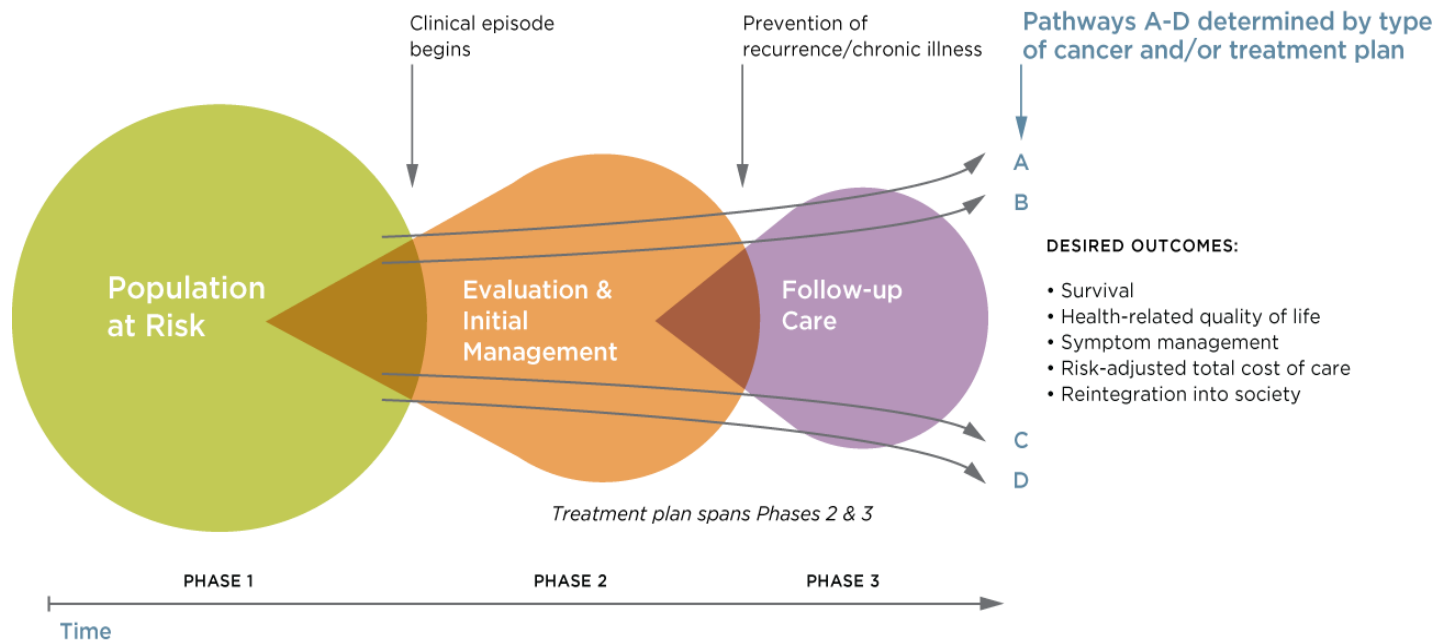 Clinical episode
begins
Prevention of
recurrence/chronic illness
Pathways A-D determined by type
of cancer and/or treatment plan
A
B
Population
at Risk
Evaluation &
Initial
Management
Follow-up
Care
DESIRED OUTCOMES:
• Survival
• Health-related quality of life
• Symptom management
• Risk-adjusted total cost of care
• Reintegration into society
C
D
Treatment plan spans Phases 2 & 3
PHASE 1
PHASE 2
PHASE 3
Time